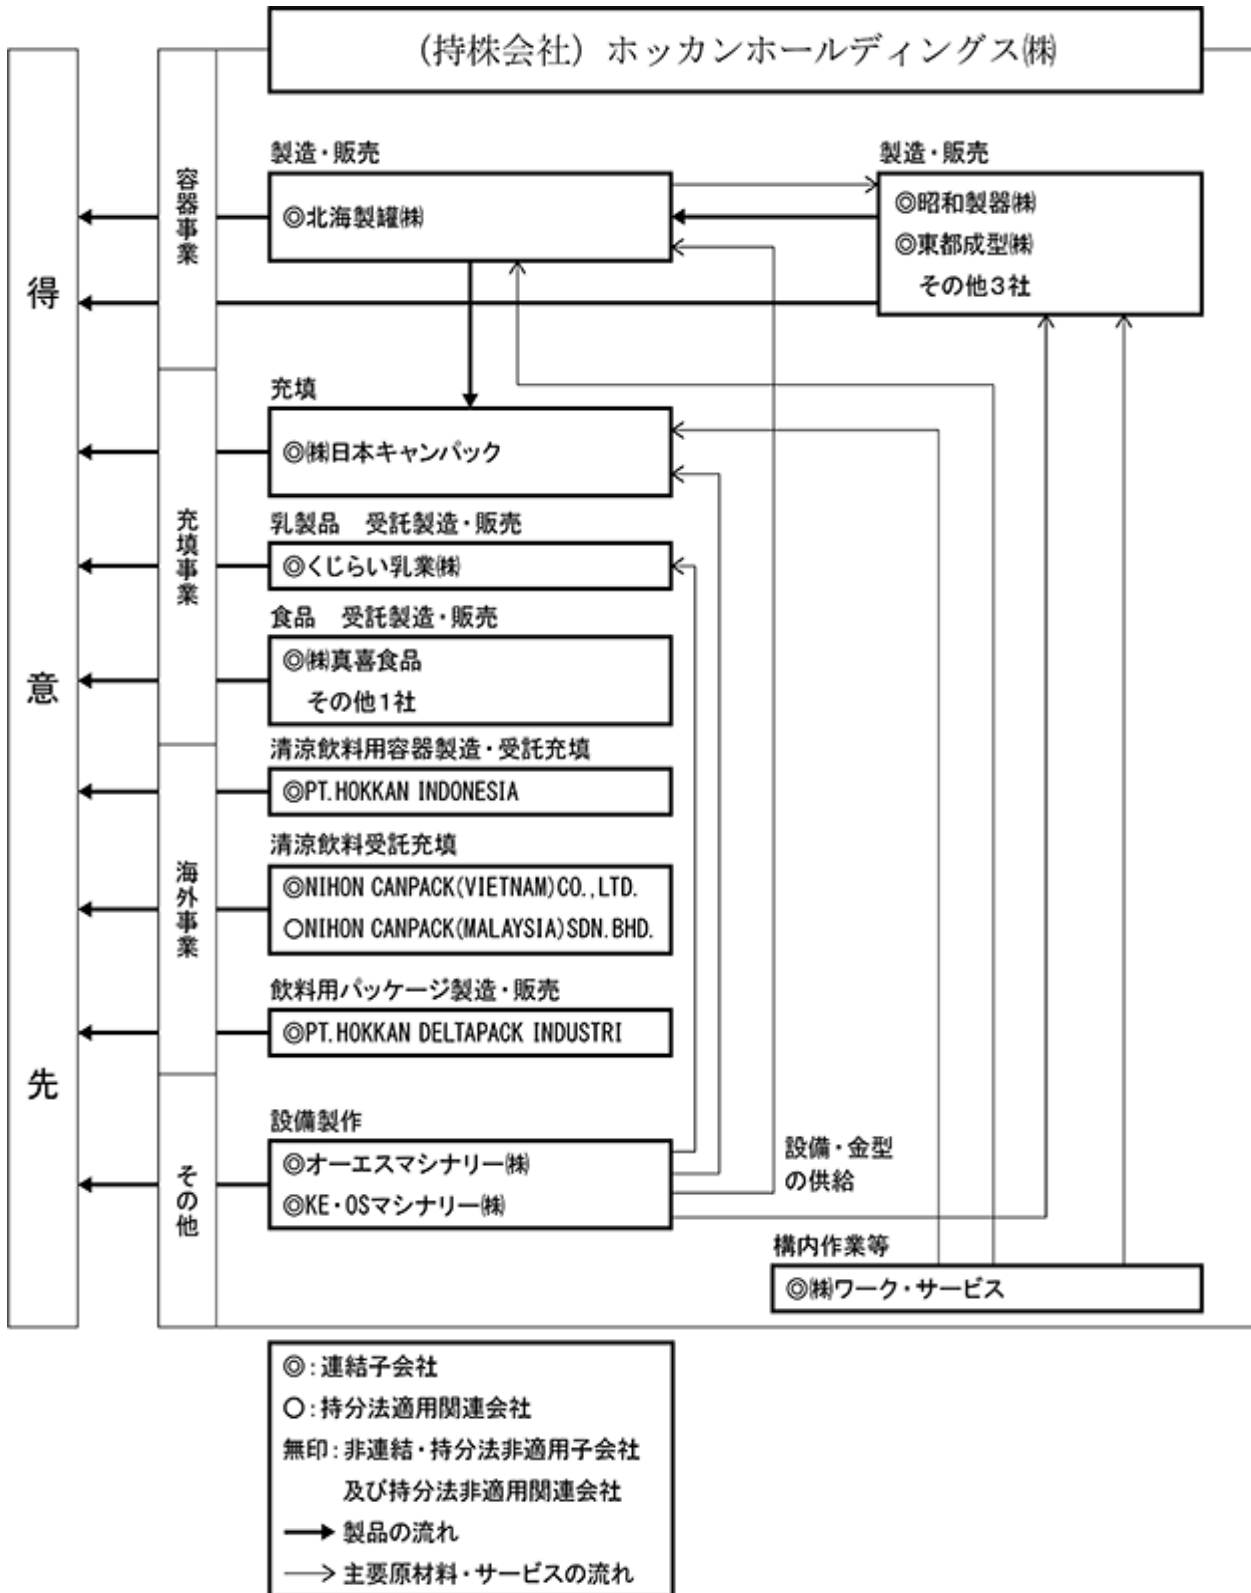 (持株会社)ホッカンホールディングス㈱
得意先
容器事業
製造・販売
◎北海製罐㈱
製造・販売
◎昭和製器㈱
◎東都成型㈱
その他3社
充填事業
充填
◎㈱日本キャンパック
乳製品 受託製造・販売
◎くじらい乳業㈱
食品 受託製造・販売
◎㈱真喜食品
その他1社
海外事業
清涼飲料用容器製造・受託充填
◎PT.HOKKAN INDONESIA
清涼飲料受託充填
◎NIHON CANPACK(VIETNAM)CO.,LTD.
○NIHON CANPACK(MALAYSIA)SDN.BHD.
飲料用パッケージ製造・販売
◎PT.HOKKAN DELTAPACK INDUSTRI
その他
設備製作
◎オーエスマシナリー㈱
◎KE・OSマシナリー㈱
設備・金型
の供給
構内作業等
◎㈱ワーク・サービス
◎:連結子会社
○:持分法適用関連会社
無印:非連結・持分法非適用子会社
及び持分法非適用関連会社
→ 製品の流れ
→ 主要原材料・サービスの流れ